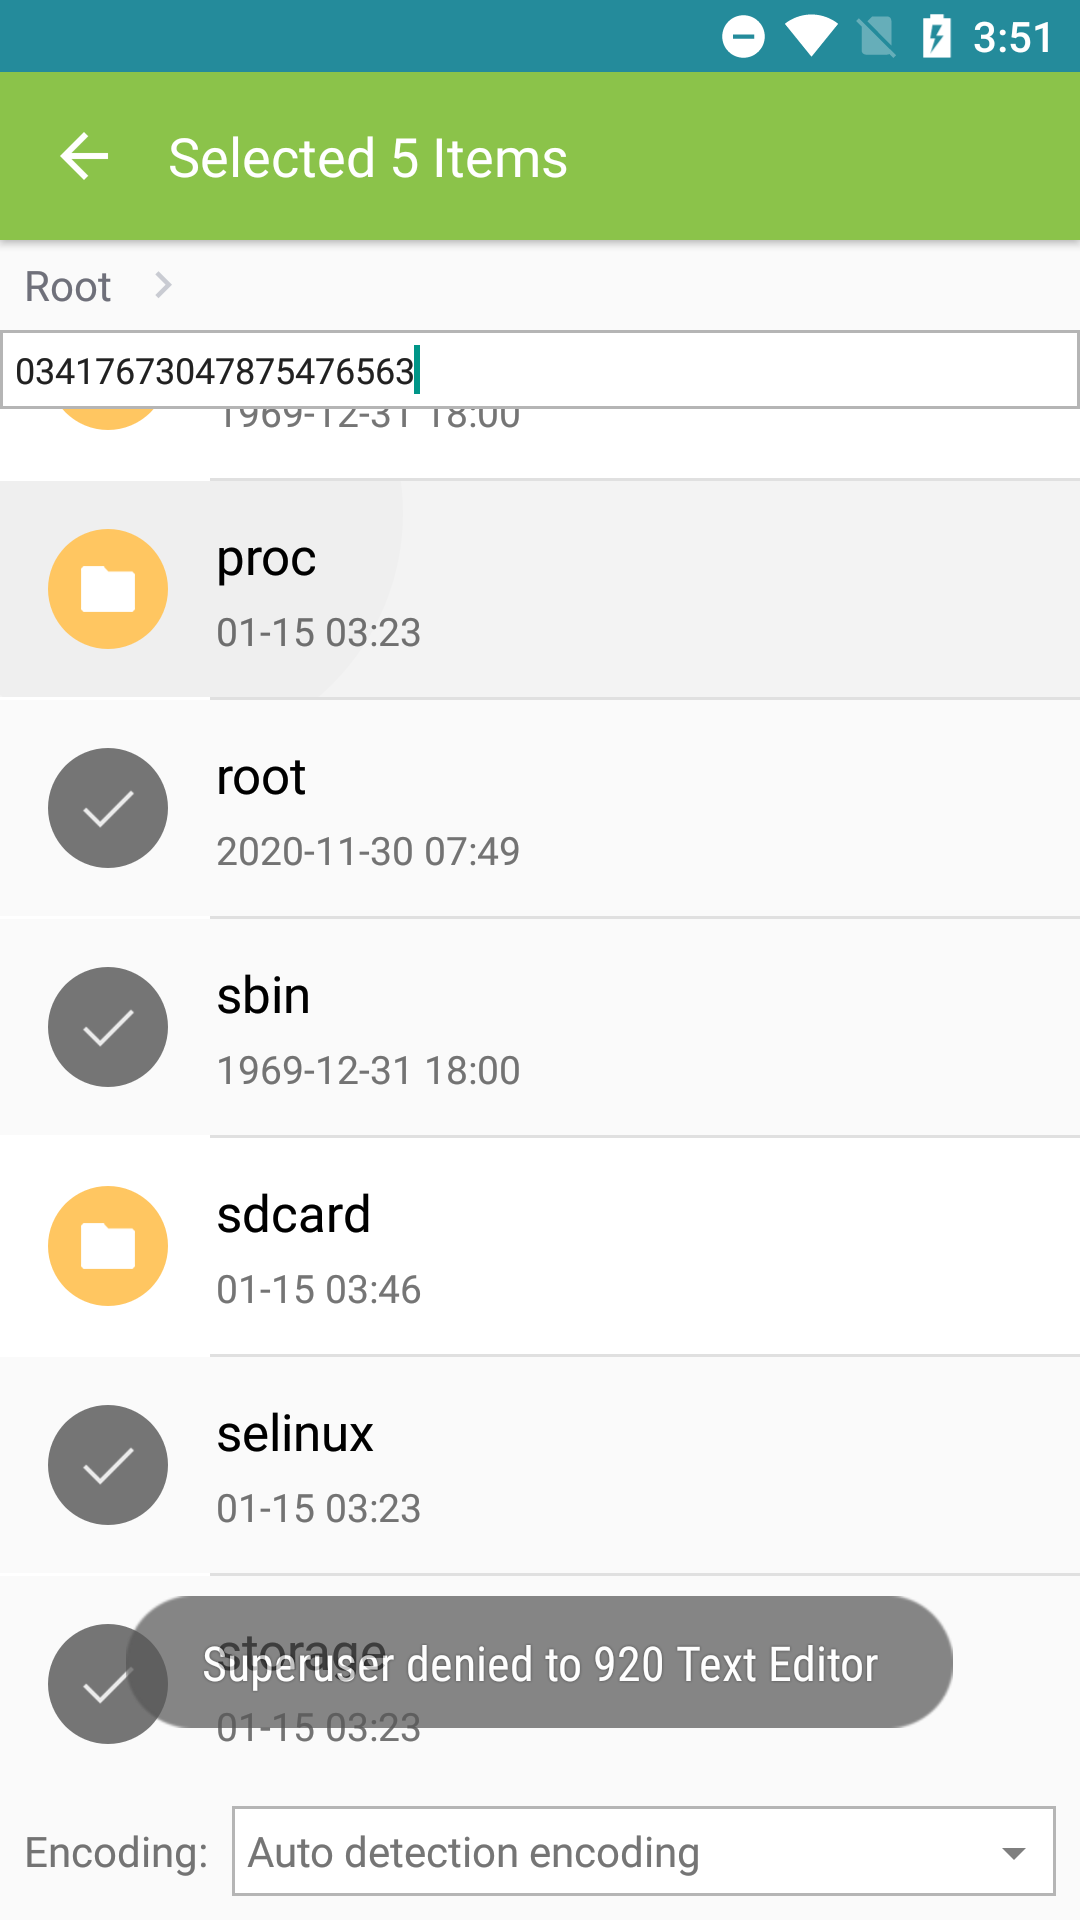 3:51
Selected 5 Items
Root
03417673047875476563
1969-12-31 18:00
proc
01-15 03:23
root
2020-11-30 07:49
sbin
1969-12-31 18:00
sdcard
01-15 03:46
selinux
01-15 03:23
storage
Superuser denied to 920 Text Editor
01-15 03:23
Encoding: Auto detection encoding